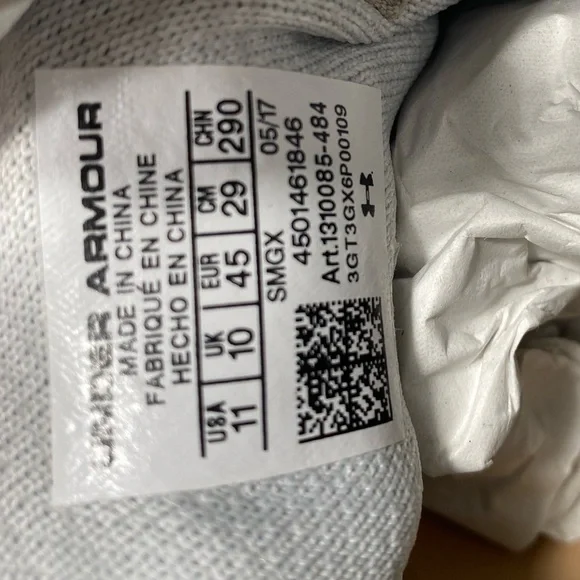 UNDER ARMOUR
MADE IN CHINA
FABRIQUÉ EN CHINE
HECHO EN CHINA
USA UK EUR CM CHN
11 10 45 29 290
SMGX 05/17
4501461846
Art.1310085-484
3GT3GX6P00109